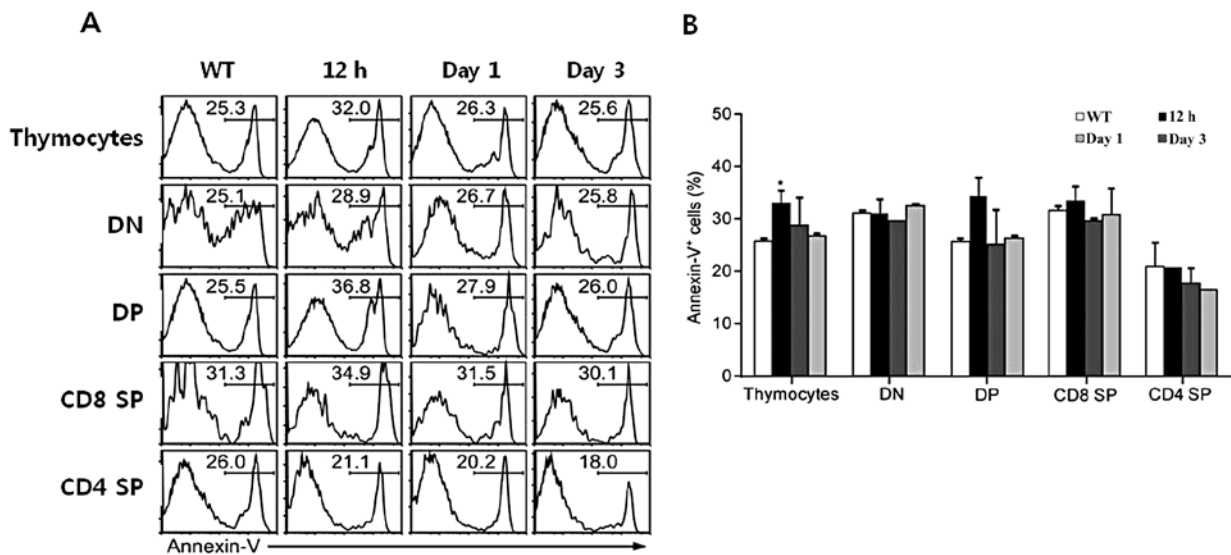 A
WT 12 h Day 1 Day 3
Thymocytes 25.3 32.0 26.3 25.6
DN 25.1 28.9 26.7 25.8
DP 25.5 36.8 27.9 26.0
CD8 SP 31.3 34.9 31.5 30.1
CD4 SP 26.0 21.1 20.2 18.0
Annexin-V
B
WT 12 h
Day 1 Day 3
Annexin-V+ cells (%)
50
40
30
20
10
0
*
Thymocytes DN DP CD8 SP CD4 SP